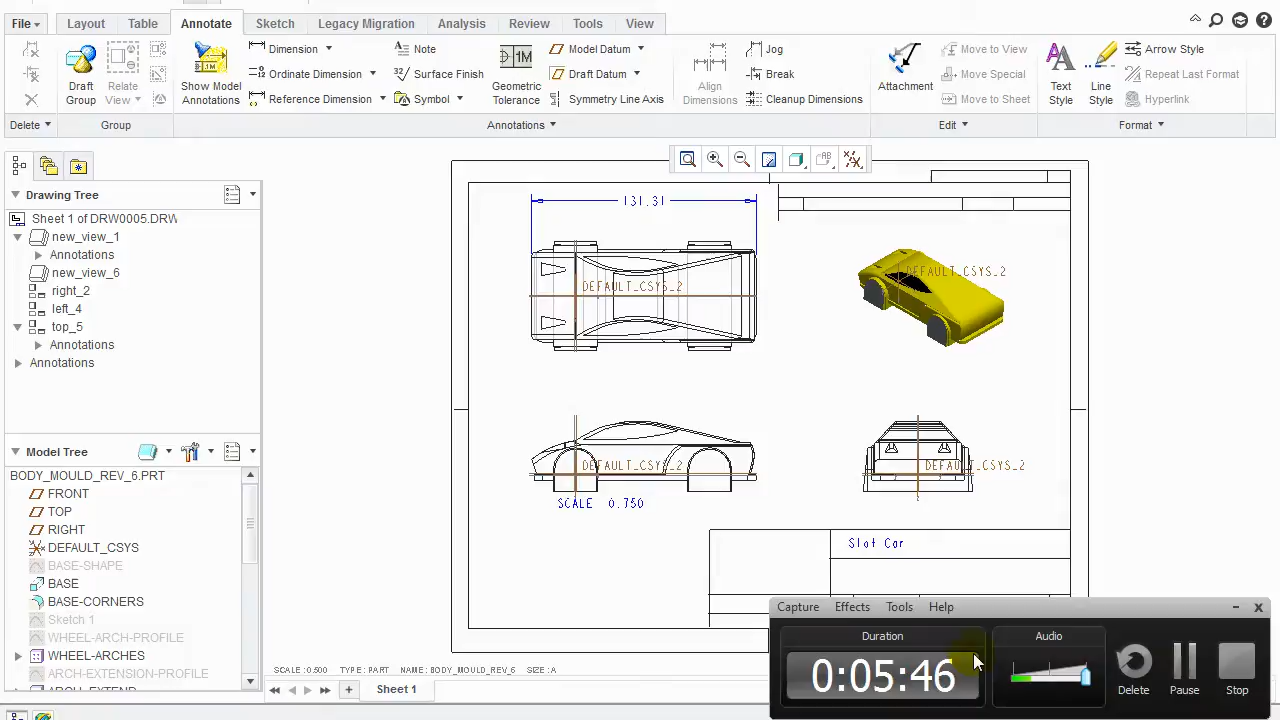 File Layout Table Annotate Sketch Legacy Migration Analysis Review Tools View
Dimension Note Model Datum Jog Move to View Arrow Style
Ordinate Dimension Surface Finish Draft Datum Break Move Special Repeat Last Format
Reference Dimension Symbol Symmetry Line Axis Cleanup Dimensions Move to Sheet Hyperlink
Draft Group Relate View Show Model Annotations Geometric Tolerance Align Dimensions Attachment Text Style Line Style
Delete Group Annotations Edit Format
Drawing Tree
Sheet 1 of DRW0005.DRW
new_view_1
Annotations
new_view_6
right_2
left_4
top_5
Annotations
Annotations
Model Tree
BODY_MOULD_REV_6.PRT
FRONT
TOP
RIGHT
DEFAULT_CSYS
BASE-SHAPE
BASE
BASE-CORNERS
Sketch 1
WHEEL-ARCH-PROFILE
WHEEL-ARCHES
ARCH-EXTENSION-PROFILE
131.31
DEFAULT_CSYS_2
DEFAULT_CSYS_2
DEFAULT_CSYS_2
DEFAULT_CSYS_2
SCALE 0.750
Slot Car
SCALE:0.500 TYPE:PART NAME:BODY_MOULD_REV_6 SIZE:A
Sheet 1
Capture Effects Tools Help
Duration Audio
0:05:46
Delete Pause Stop